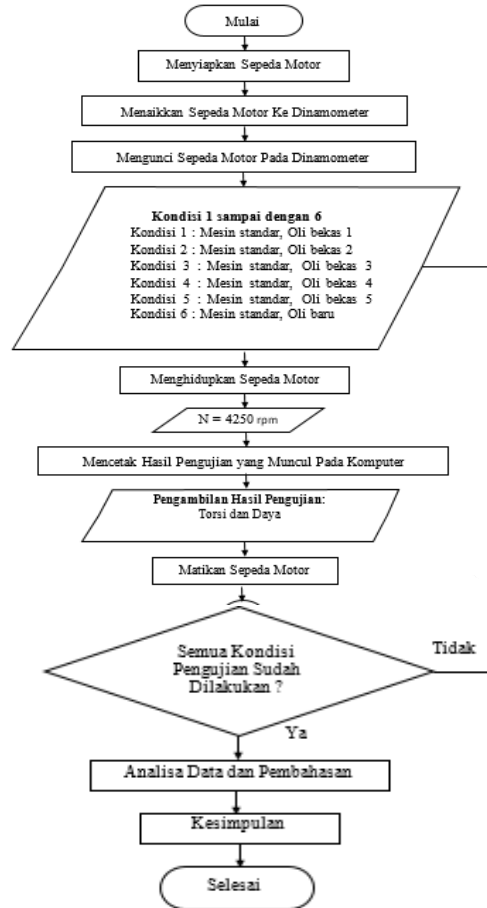 Mulai
Menyiapkan Sepeda Motor
Menaikkan Sepeda Motor Ke Dinamometer
Mengunci Sepeda Motor Pada Dinamometer
Kondisi 1 sampai dengan 6
Kondisi 1 : Mesin standar, Oli bekas 1
Kondisi 2 : Mesin standar, Oli bekas 2
Kondisi 3 : Mesin standar, Oli bekas 3
Kondisi 4 : Mesin standar, Oli bekas 4
Kondisi 5 : Mesin standar, Oli bekas 5
Kondisi 6 : Mesin standar, Oli baru
Menghidupkan Sepeda Motor
N = 4250 rpm
Mencetak Hasil Pengujian yang Muncul Pada Komputer
Pengambilan Hasil Pengujian:
Torsi dan Daya
Matikan Sepeda Motor
Semua Kondisi
Pengujian Sudah
Dilakukan ?
Tidak
Ya
Analisa Data dan Pembahasan
Kesimpulan
Selesai